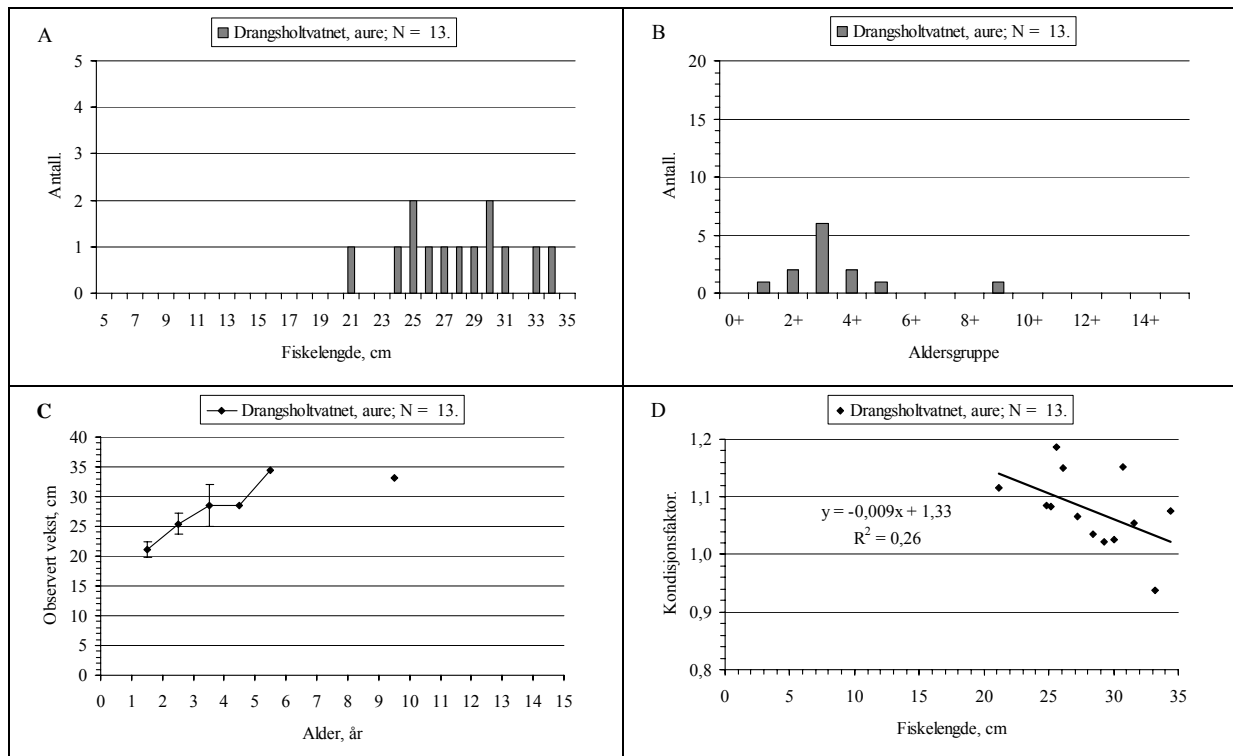 A
Drangsholtvatnet, aure; N = 13.
5
4
3
2
1
0
Antall.
5 7 9 11 13 15 17 19 21 23 25 27 29 31 33 35
Fiskelengde, cm
B
Drangsholtvatnet, aure; N = 13.
20
15
10
5
0
Antall.
0+ 2+ 4+ 6+ 8+ 10+ 12+ 14+
Aldersgruppe
C
Drangsholtvatnet, aure; N = 13.
40
35
30
25
20
15
10
5
0
Observert vekst, cm
0 1 2 3 4 5 6 7 8 9 10 11 12 13 14 15
Alder, år
D
Drangsholtvatnet, aure; N = 13.
1,2
1,1
1,0
0,9
0,8
Kondisjonsfaktor.
y = -0,009x + 1,33
R² = 0,26
0 5 10 15 20 25 30 35
Fiskelengde, cm